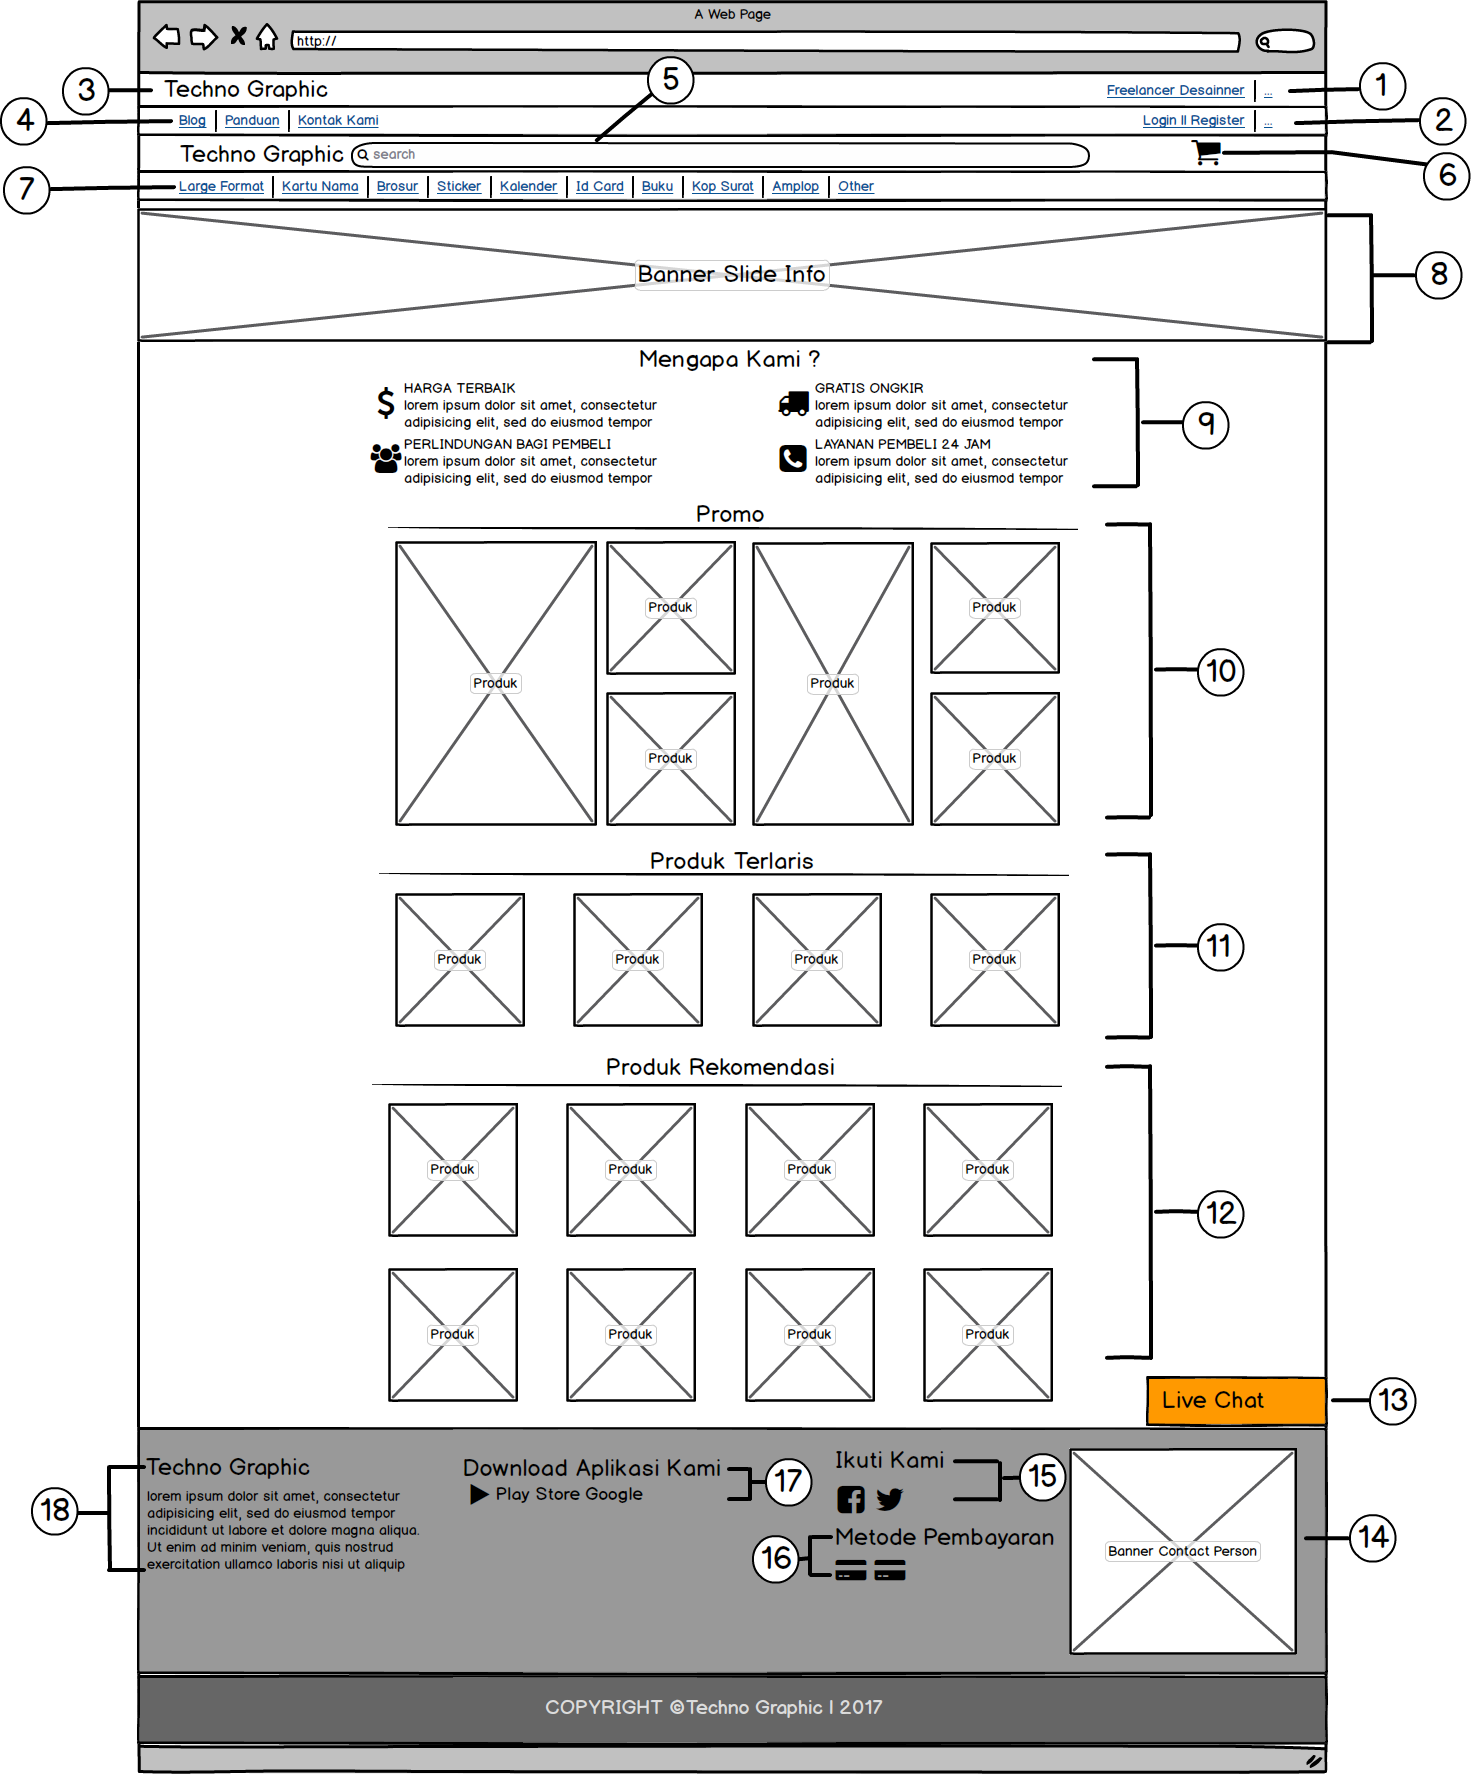 A Web Page
http://
5
3
Techno Graphic
Freelancer Desainner
...
1
4
Blog
Panduan
Kontak Kami
Login II Register
...
2
Techno Graphic
search
6
7
Large Format
Kartu Nama
Brosur
Sticker
Kalender
Id Card
Buku
Kop Surat
Amplop
Other
Banner Slide Info
8
Mengapa Kami ?
HARGA TERBAIK
lorem ipsum dolor sit amet, consectetur
adipisicing elit, sed do eiusmod tempor
GRATIS ONGKIR
lorem ipsum dolor sit amet, consectetur
adipisicing elit, sed do eiusmod tempor
9
PERLINDUNGAN BAGI PEMBELI
lorem ipsum dolor sit amet, consectetur
adipisicing elit, sed do eiusmod tempor
LAYANAN PEMBELI 24 JAM
lorem ipsum dolor sit amet, consectetur
adipisicing elit, sed do eiusmod tempor
Promo
Produk
Produk
Produk
Produk
Produk
Produk
10
Produk Terlaris
Produk
Produk
Produk
Produk
11
Produk Rekomendasi
Produk
Produk
Produk
Produk
12
Produk
Produk
Produk
Produk
Live Chat
13
18
Techno Graphic
lorem ipsum dolor sit amet, consectetur
adipisicing elit, sed do eiusmod tempor
incididunt ut labore et dolore magna aliqua.
Ut enim ad minim veniam, quis nostrud
exercitation ullamco laboris nisi ut aliquip
Download Aplikasi Kami
Play Store Google
17
Ikuti Kami
15
16
Metode Pembayaran
Banner Contact Person
14
COPYRIGHT ©Techno Graphic | 2017